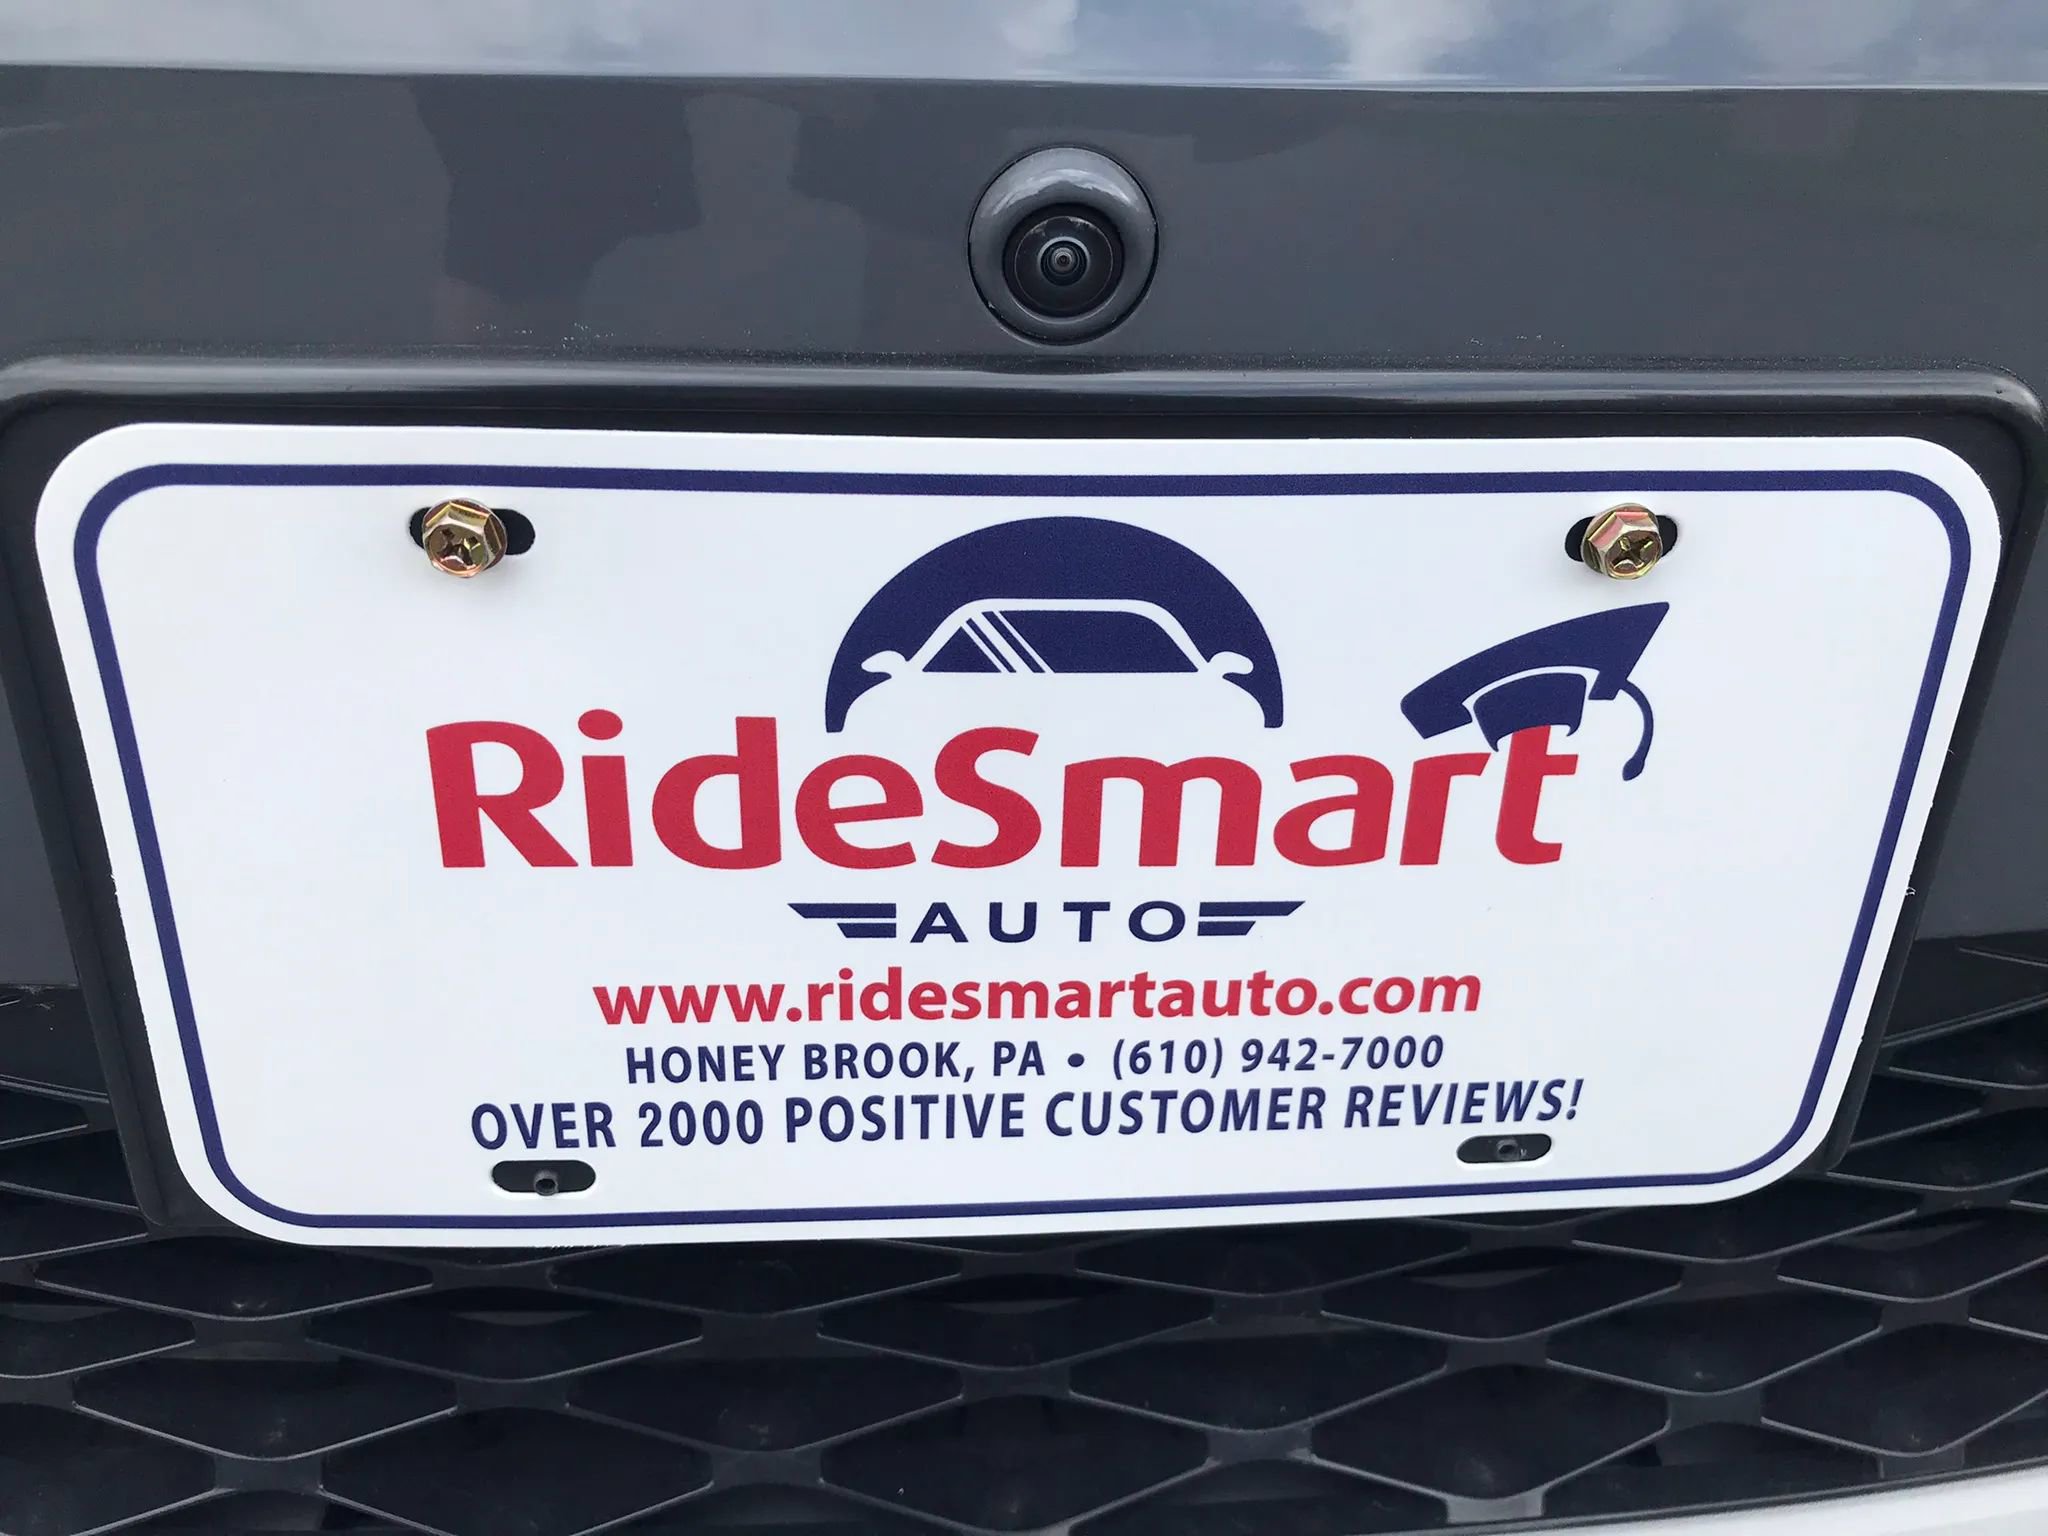 RideSmart
AUTO
www.ridesmartauto.com
HONEY BROOK, PA • (610) 942-7000
OVER 2000 POSITIVE CUSTOMER REVIEWS!